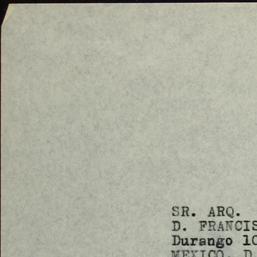 SR. ARQ.
D. FRANCIS
Durango 10
MEXICO, D